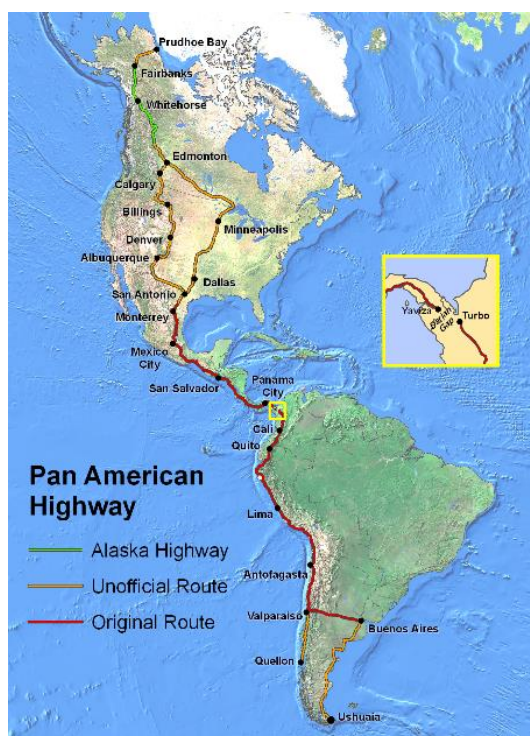 Prudhoe Bay
Fairbanks
Whitehorse
Edmonton
Calgary
Billings
Minneapolis
Denver
Albuquerque
Dallas
San Antonio
Monterrey
Mexico
City
San Salvador
Panama
City
Yaviza
Darian
Gap
Turbo
Cali
Quito
Lima
Antofagasta
Valparaiso
Buenos Aires
Quellon
Ushuaia
Pan American
Highway
Alaska Highway
Unofficial Route
Original Route